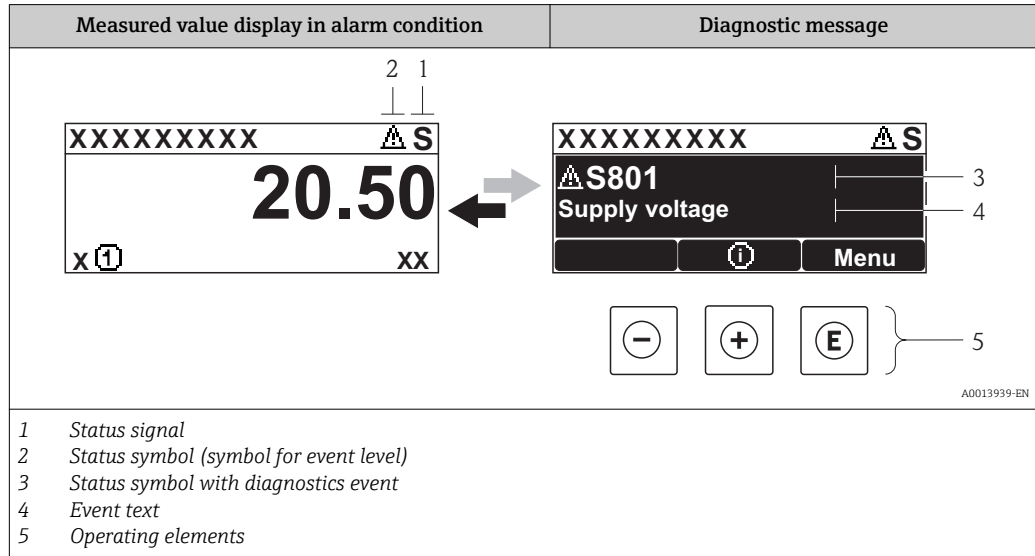 Measured value display in alarm condition
Diagnostic message
2 1
XXXXXXXXX S
20.50
X 1 XX
XXXXXXXXX S
S801
3
Supply voltage
4
i Menu
- + E
5
A0013939-EN
1 Status signal
2 Status symbol (symbol for event level)
3 Status symbol with diagnostics event
4 Event text
5 Operating elements